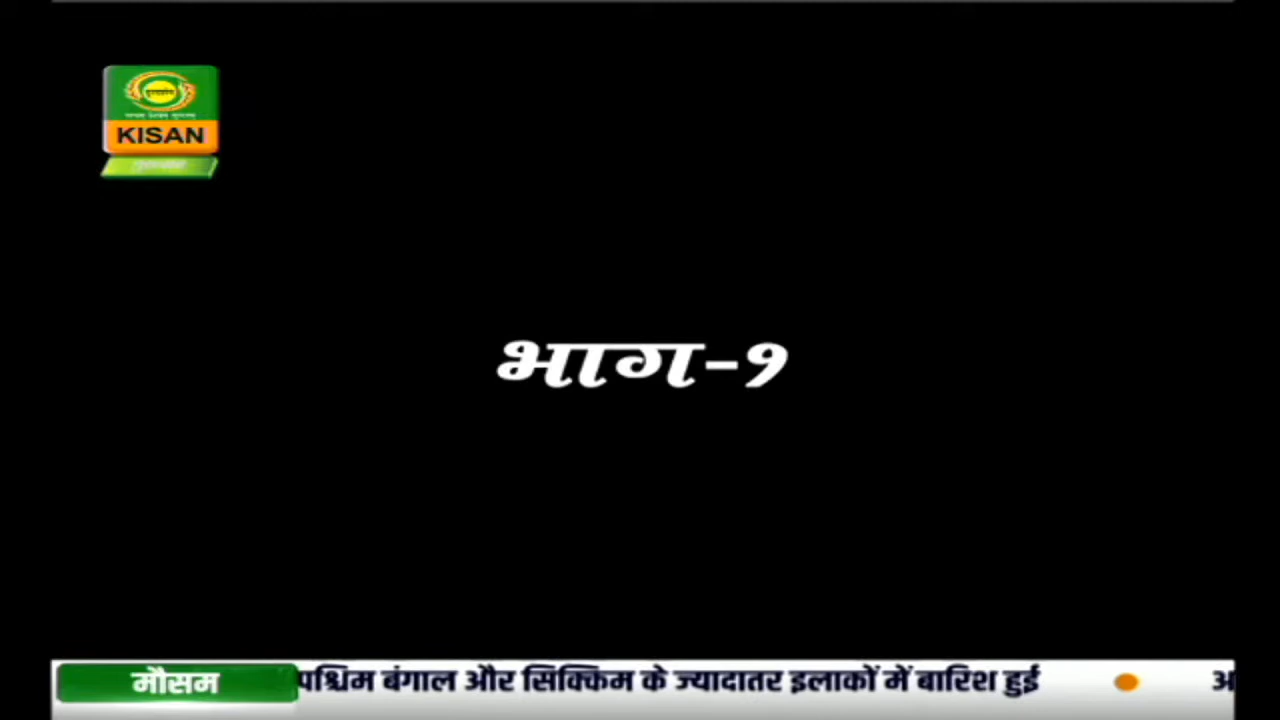 KISAN
भाग-१
मौसम
पश्चिम बंगाल और सिक्किम के ज्यादातर इलाकों में बारिश हुई